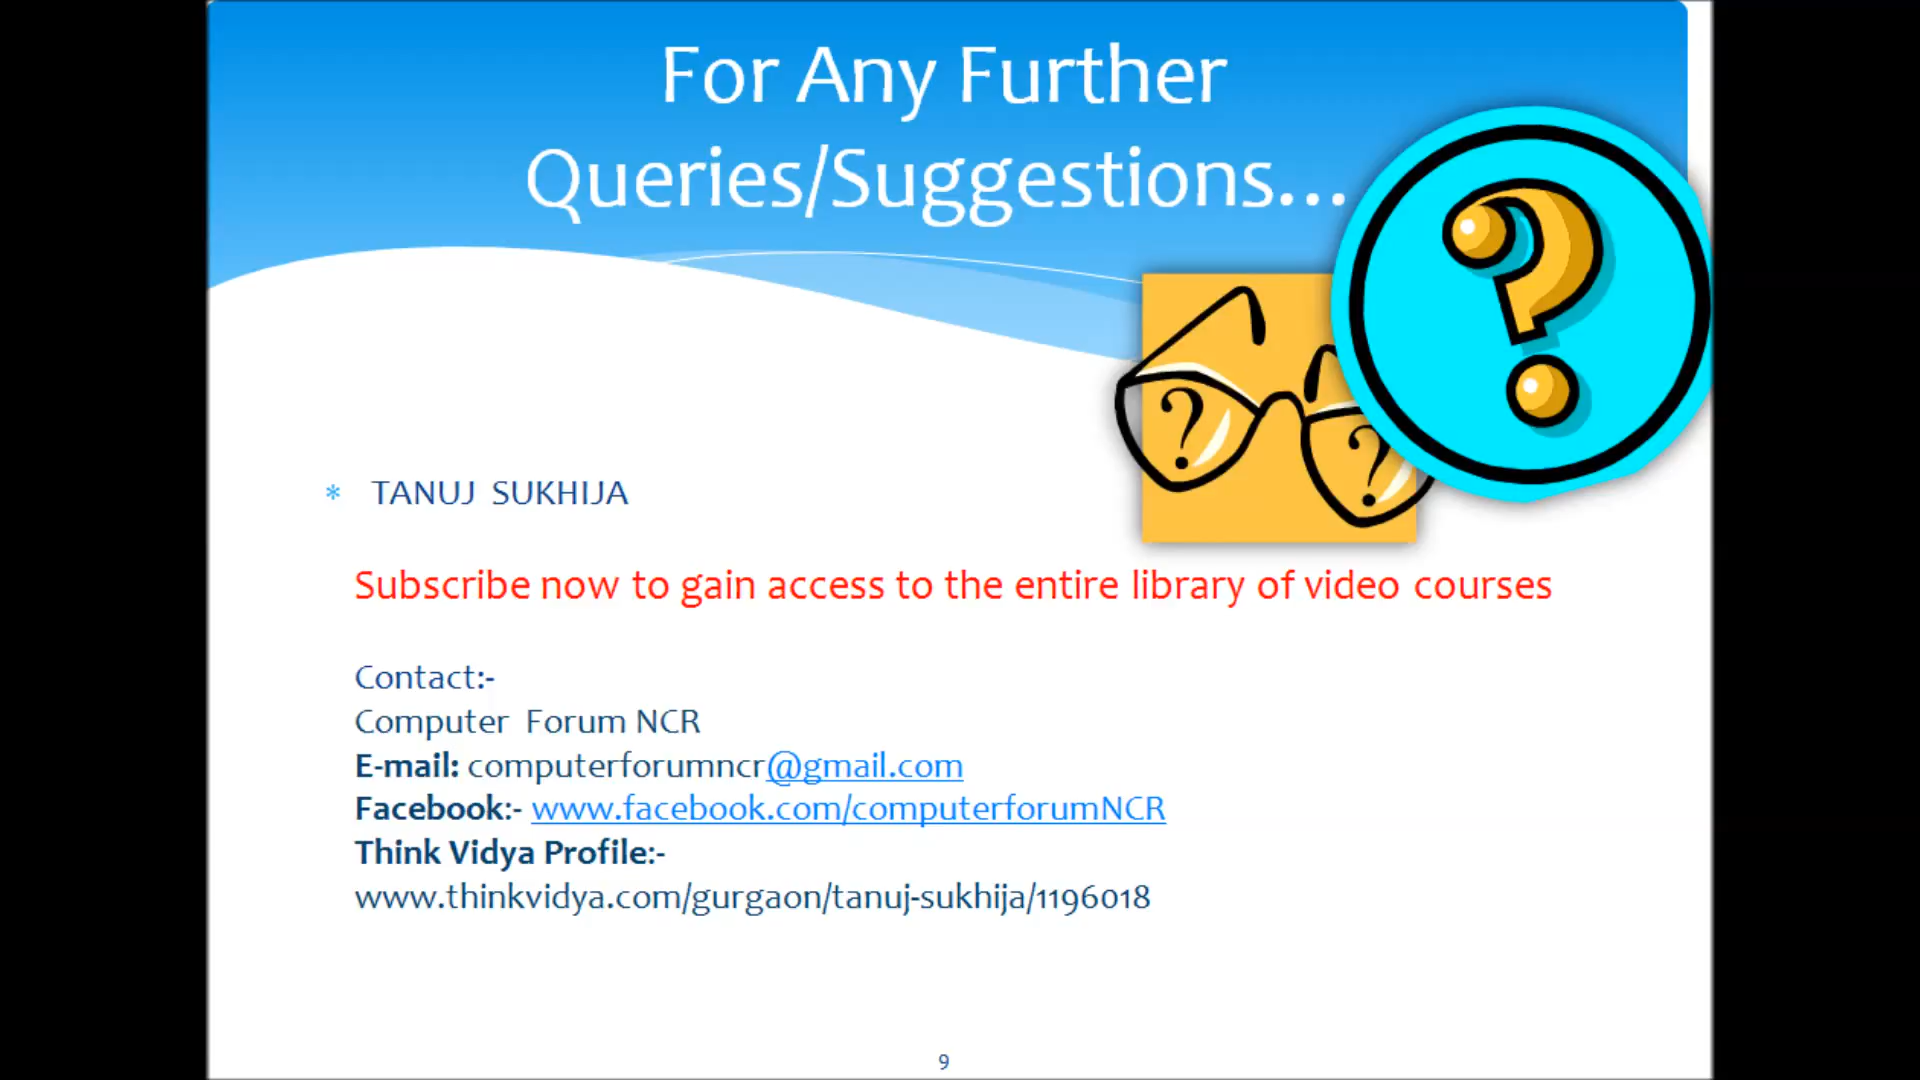 For Any Further
Queries/Suggestions...
? ?
?
* TANUJ SUKHIJA
Subscribe now to gain access to the entire library of video courses
Contact:-
Computer Forum NCR
E-mail: computerforumncr@gmail.com
Facebook:- www.facebook.com/computerforumNCR
Think Vidya Profile:-
www.thinkvidya.com/gurgaon/tanuj-sukhija/1196018
9